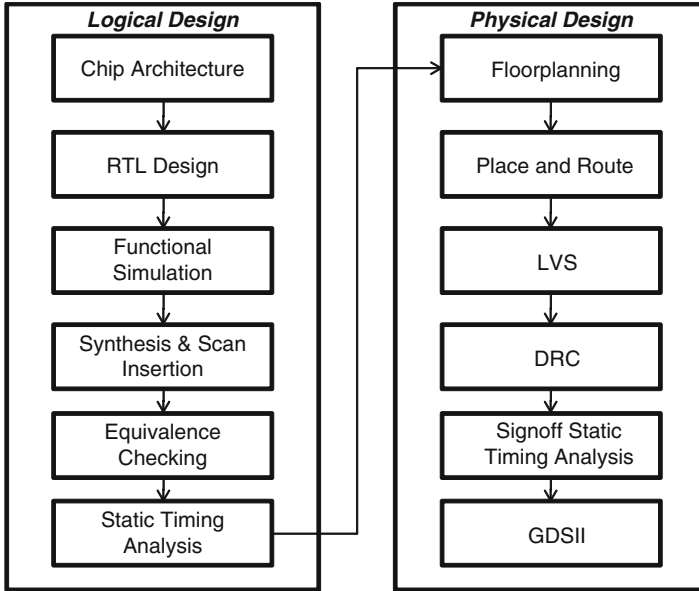 Logical Design
Chip Architecture
RTL Design
Functional
Simulation
Synthesis & Scan
Insertion
Equivalence
Checking
Static Timing
Analysis
Physical Design
Floorplanning
Place and Route
LVS
DRC
Signoff Static
Timing Analysis
GDSII